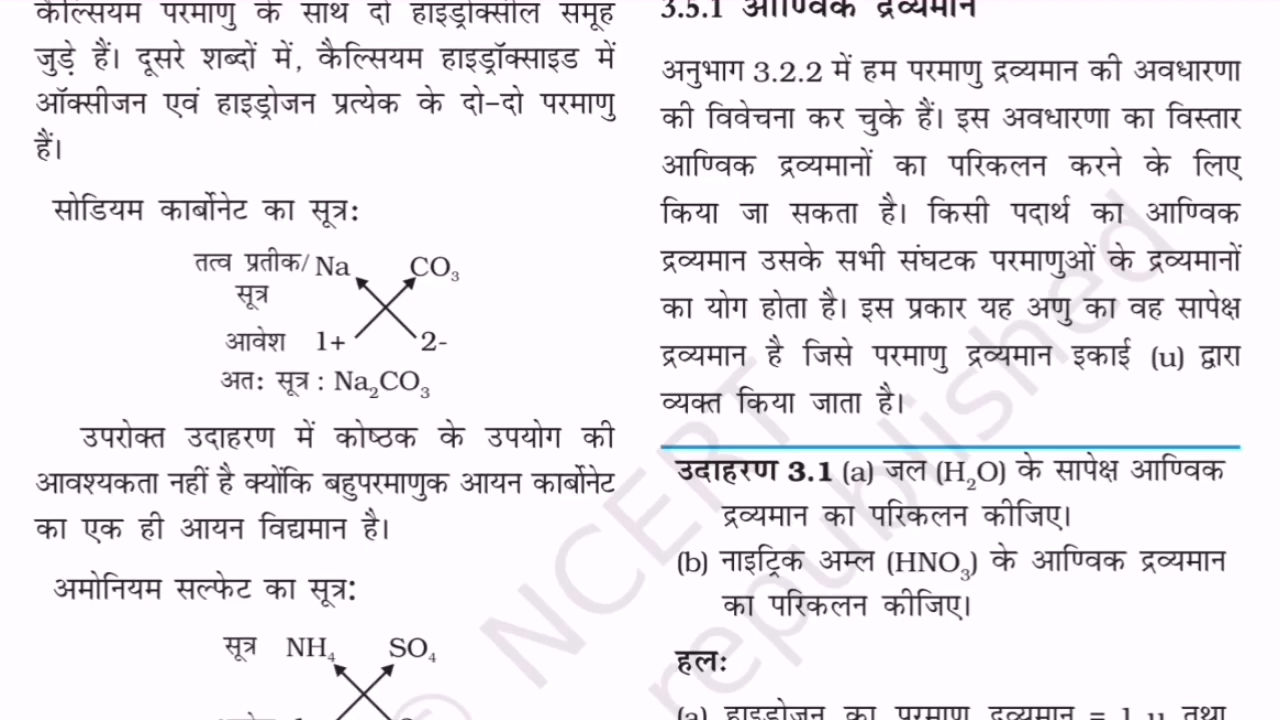 कैल्सियम परमाणु के साथ दो हाइड्रोक्सील समूह
जुड़े हैं। दूसरे शब्दों में, कैल्सियम हाइड्रॉक्साइड में
ऑक्सीजन एवं हाइड्रोजन प्रत्येक के दो-दो परमाणु
हैं।
सोडियम कार्बोनेट का सूत्र:
तत्व प्रतीक/ Na CO₃
सूत्र
आवेश 1+ 2-
अत: सूत्र : Na₂CO₃
उपरोक्त उदाहरण में कोष्ठक के उपयोग की
आवश्यकता नहीं है क्योंकि बहुपरमाणुक आयन कार्बोनेट
का एक ही आयन विद्यमान है।
अमोनियम सल्फेट का सूत्र:
सूत्र NH₄ SO₄
3.5.1 आण्विक द्रव्यमान
अनुभाग 3.2.2 में हम परमाणु द्रव्यमान की अवधारणा
की विवेचना कर चुके हैं। इस अवधारणा का विस्तार
आण्विक द्रव्यमानों का परिकलन करने के लिए
किया जा सकता है। किसी पदार्थ का आण्विक
द्रव्यमान उसके सभी संघटक परमाणुओं के द्रव्यमानों
का योग होता है। इस प्रकार यह अणु का वह सापेक्ष
द्रव्यमान है जिसे परमाणु द्रव्यमान इकाई (u) द्वारा
व्यक्त किया जाता है।
उदाहरण 3.1 (a) जल (H₂O) के सापेक्ष आण्विक
द्रव्यमान का परिकलन कीजिए।
(b) नाइट्रिक अम्ल (HNO₃) के आण्विक द्रव्यमान
का परिकलन कीजिए।
हल:
(a) हाइड्रोजन का परमाणु द्रव्यमान = 1 u तथा
© NCERT
republished